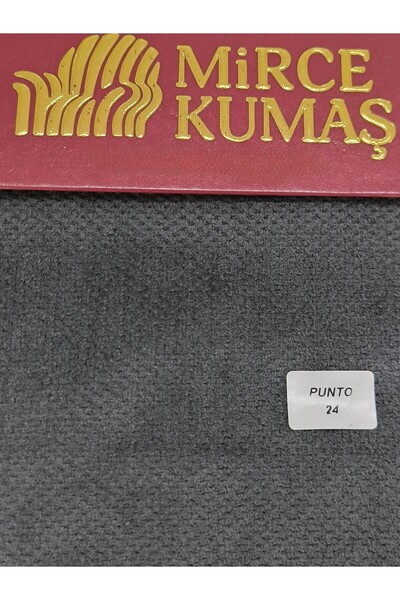 MiRCE
KUMAŞ
PUNTO
24